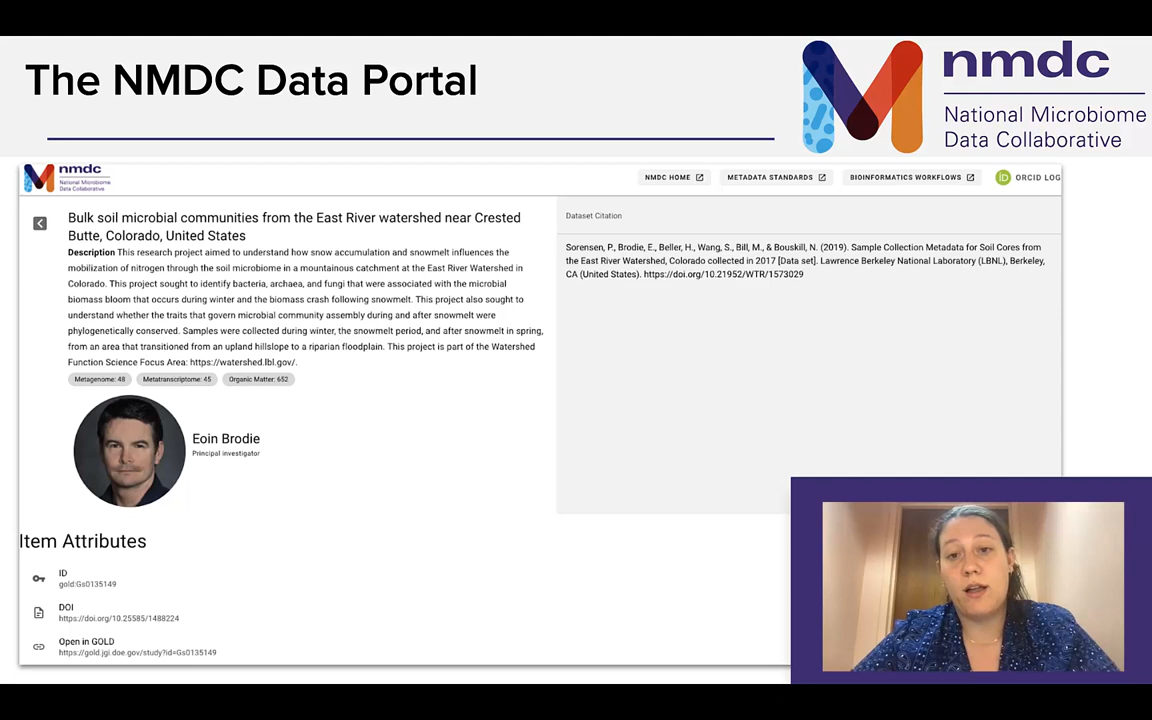 The NMDC Data Portal
nmdc
National Microbiome
Data Collaborative
nmdc
National Microbiome
Data Collaborative
NMDC HOME
METADATA STANDARDS
BIOINFORMATICS WORKFLOWS
iD
ORCID LOG
Bulk soil microbial communities from the East River watershed near Crested
Butte, Colorado, United States
Description This research project aimed to understand how snow accumulation and snowmelt influences the
mobilization of nitrogen through the soil microbiome in a mountainous catchment at the East River Watershed in
Colorado. This project sought to identify bacteria, archaea, and fungi that were associated with the microbial
biomass bloom that occurs during winter and the biomass crash following snowmelt. This project also sought to
understand whether the traits that govern microbial community assembly during and after snowmelt were
phylogenetically conserved. Samples were collected during winter, the snowmelt period, and after snowmelt in spring,
from an area that transitioned from an upland hillslope to a riparian floodplain. This project is part of the Watershed
Function Science Focus Area: https://watershed.lbl.gov/.
Metagenome: 48
Metatranscriptome: 45
Organic Matter: 652
Eoin Brodie
Principal investigator
Dataset Citation
Sorensen, P., Brodie, E., Beller, H., Wang, S., Bill, M., & Bouskill, N. (2019). Sample Collection Metadata for Soil Cores from
the East River Watershed, Colorado collected in 2017 [Data set]. Lawrence Berkeley National Laboratory (LBNL), Berkeley,
CA (United States). https://doi.org/10.21952/WTR/1573029
Item Attributes
ID
gold:Gs0135149
DOI
https://doi.org/10.25585/1488224
Open in GOLD
https://gold.jgi.doe.gov/study?id=Gs0135149